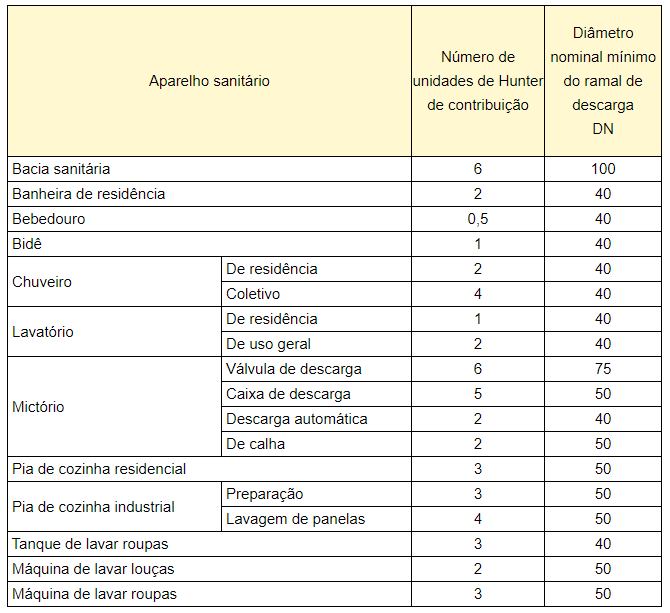 Aparelho sanitário
Número de
unidades de Hunter
de contribuição
Diâmetro
nominal mínimo
do ramal de
descarga
DN
Bacia sanitária 6 100
Banheira de residência 2 40
Bebedouro 0,5 40
Bidê 1 40
Chuveiro
De residência 2 40
Coletivo 4 40
Lavatório
De residência 1 40
De uso geral 2 40
Mictório
Válvula de descarga 6 75
Caixa de descarga 5 50
Descarga automática 2 40
De calha 2 50
Pia de cozinha residencial 3 50
Pia de cozinha industrial
Preparação 3 50
Lavagem de panelas 4 50
Tanque de lavar roupas 3 40
Máquina de lavar louças 2 50
Máquina de lavar roupas 3 50